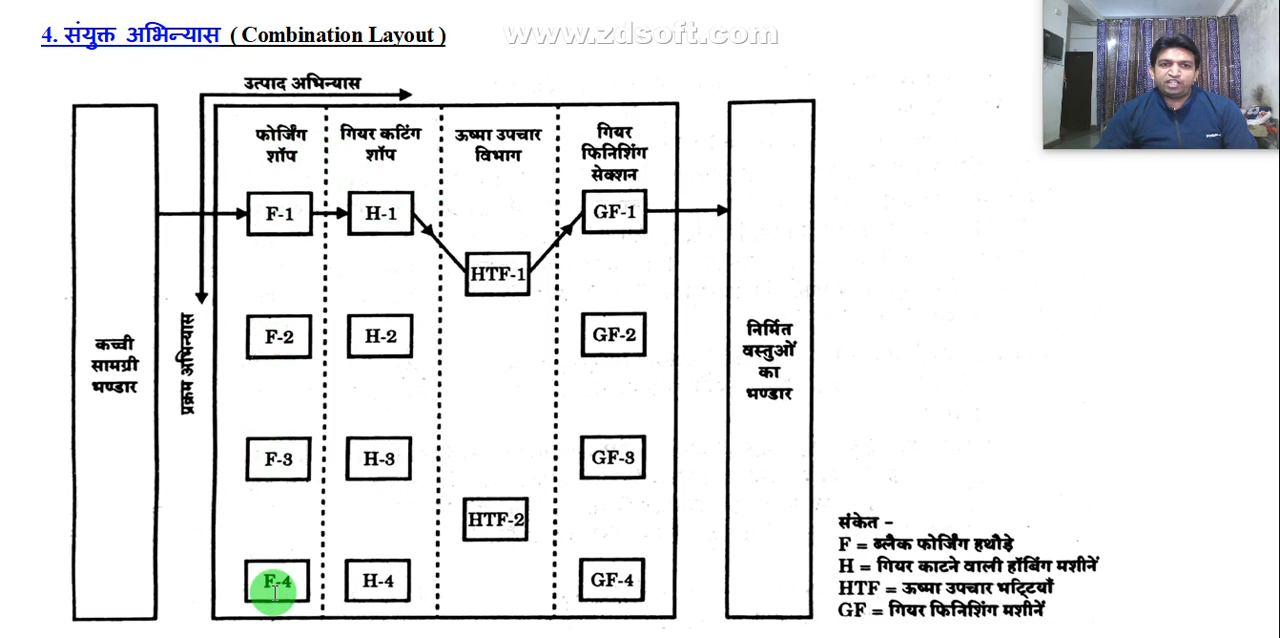 4. संयुक्त अभिन्यास ( Combination Layout )
www.zdsoft.com
उत्पाद अभिन्यास
प्रक्रम अभिन्यास
कच्ची
सामग्री
भण्डार
फोर्जिंग
शॉप
गियर कटिंग
शॉप
ऊष्मा उपचार
विभाग
गियर
फिनिशिंग
सेक्शन
F-1
H-1
GF-1
HTF-1
F-2
H-2
GF-2
F-3
H-3
GF-3
HTF-2
F-4
H-4
GF-4
निर्मित
वस्तुओं
का
भण्डार
संकेत -
F = ब्लैक फोर्जिंग हथौड़े
H = गियर काटने वाली हॉबिंग मशीनें
HTF = ऊष्मा उपचार भट्टियाँ
GF = गियर फिनिशिंग मशीनें